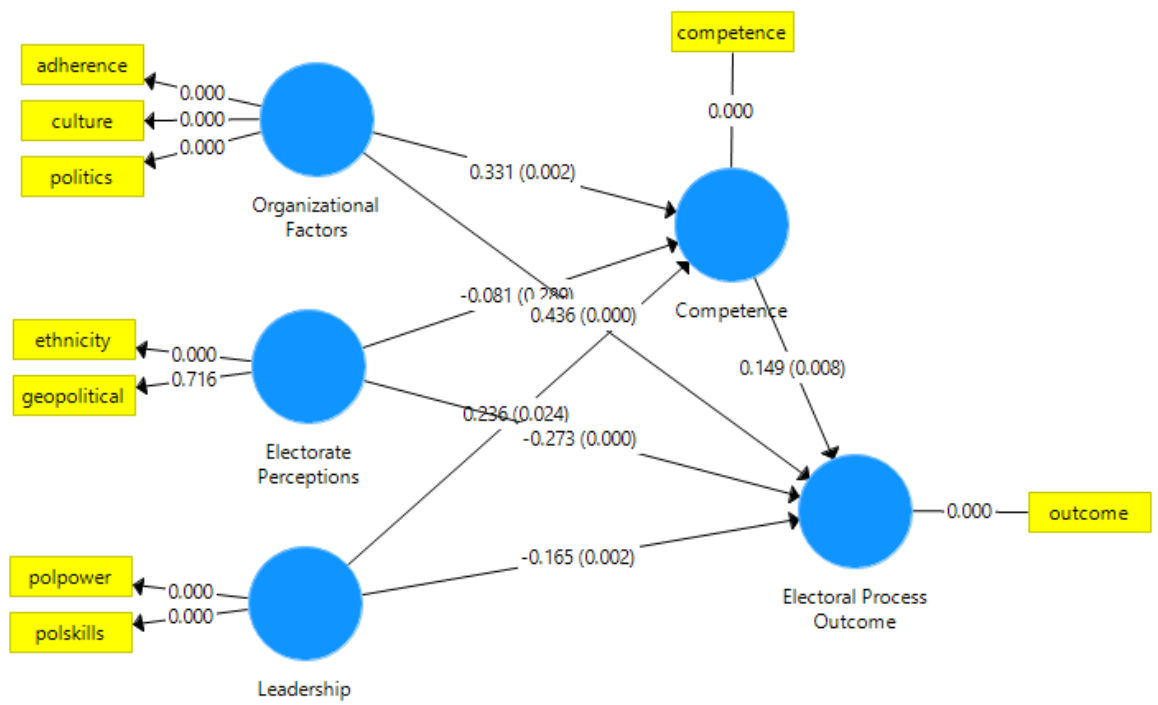 competence
adherence
0.000
culture
0.000
politics
0.000
0.000
0.331 (0.002)
Organizational
Factors
-0.081
0.436 (0.000)
Competence
ethnicity
0.000
geopolitical
0.716
0.149 (0.008)
0.236 (0.024)
-0.273 (0.000)
Electorate
Perceptions
0.000
outcome
-0.165 (0.002)
polpower
0.000
polskills
0.000
Electoral Process
Outcome
Leadership